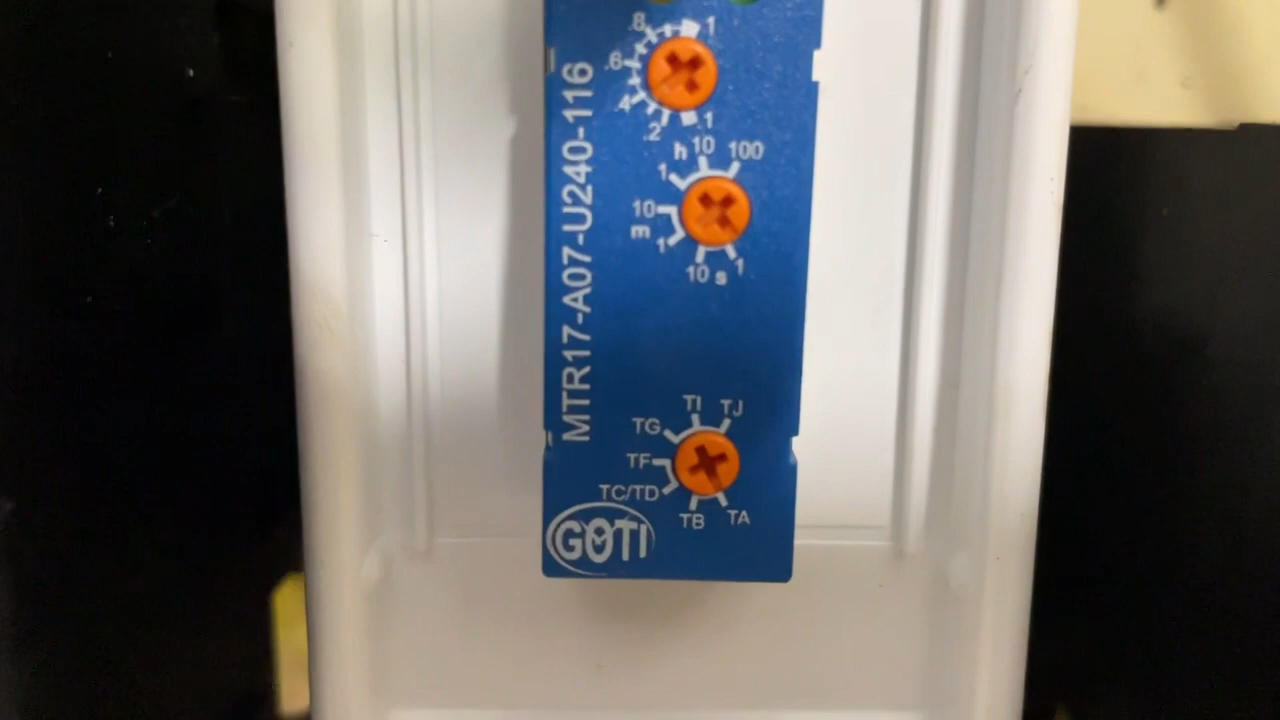 MTR17-A07-U240-116
.8
1
.6
.4
.2
.1
h
10
100
1
10
m
1
10
s
1
TI
TJ
TG
TF
TC/TD
TB
TA
GOTI